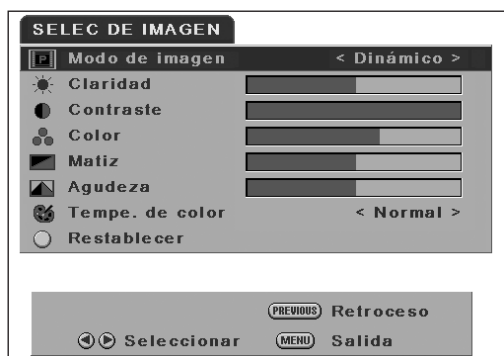 SELEC DE IMAGEN
P Modo de imagen < Dinámico >
Claridad
Contraste
Color
Matiz
Agudeza
Tempe. de color < Normal >
Restablecer
PREVIOUS Retroceso
Seleccionar MENU Salida